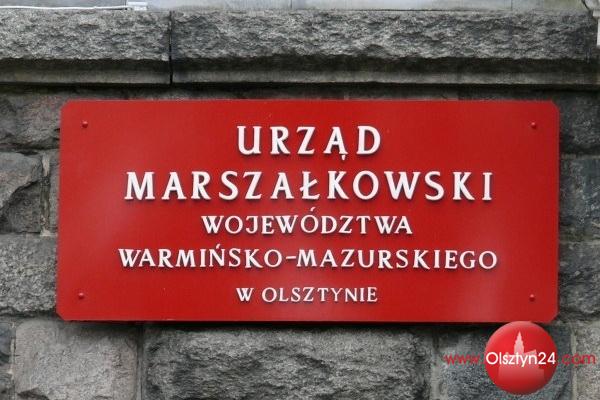 URZĄD
MARSZAŁKOWSKI
WOJEWÓDZTWA
WARMIŃSKO-MAZURSKIEGO
W OLSZTYNIE
www.Olsztyn24.com